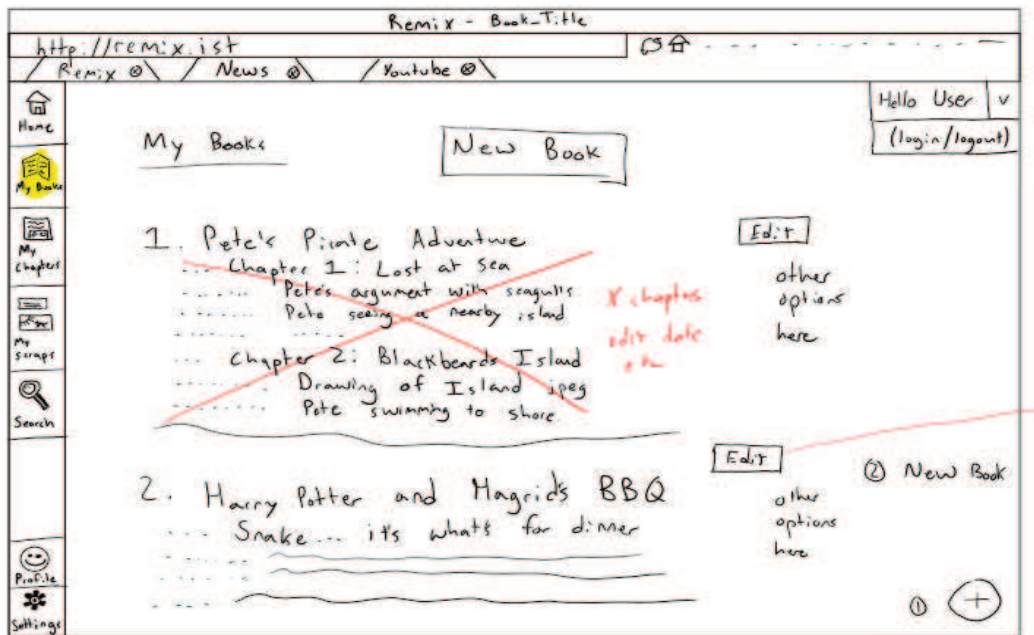 Remix - Book_Title
http://remix.ist
Remix
News
Youtube
Home
My Books
My Chapters
My Scraps
Search
Profile
Settings
Hello User v
(login/logout)
My Books
New Book
1. Pete's Pirate Adventure
Chapter 1: Lost at Sea
Pete's argument with seagulls
Pete seeing a nearby island
Chapter 2: Blackbeards Island
Drawing of Island jpeg
Pete swimming to shore
Edit
other
options
here
chapters
edit date
2. Harry Potter and Hagrid's BBQ
Snake... it's what's for dinner
Edit
other
options
here
② New Book
① +